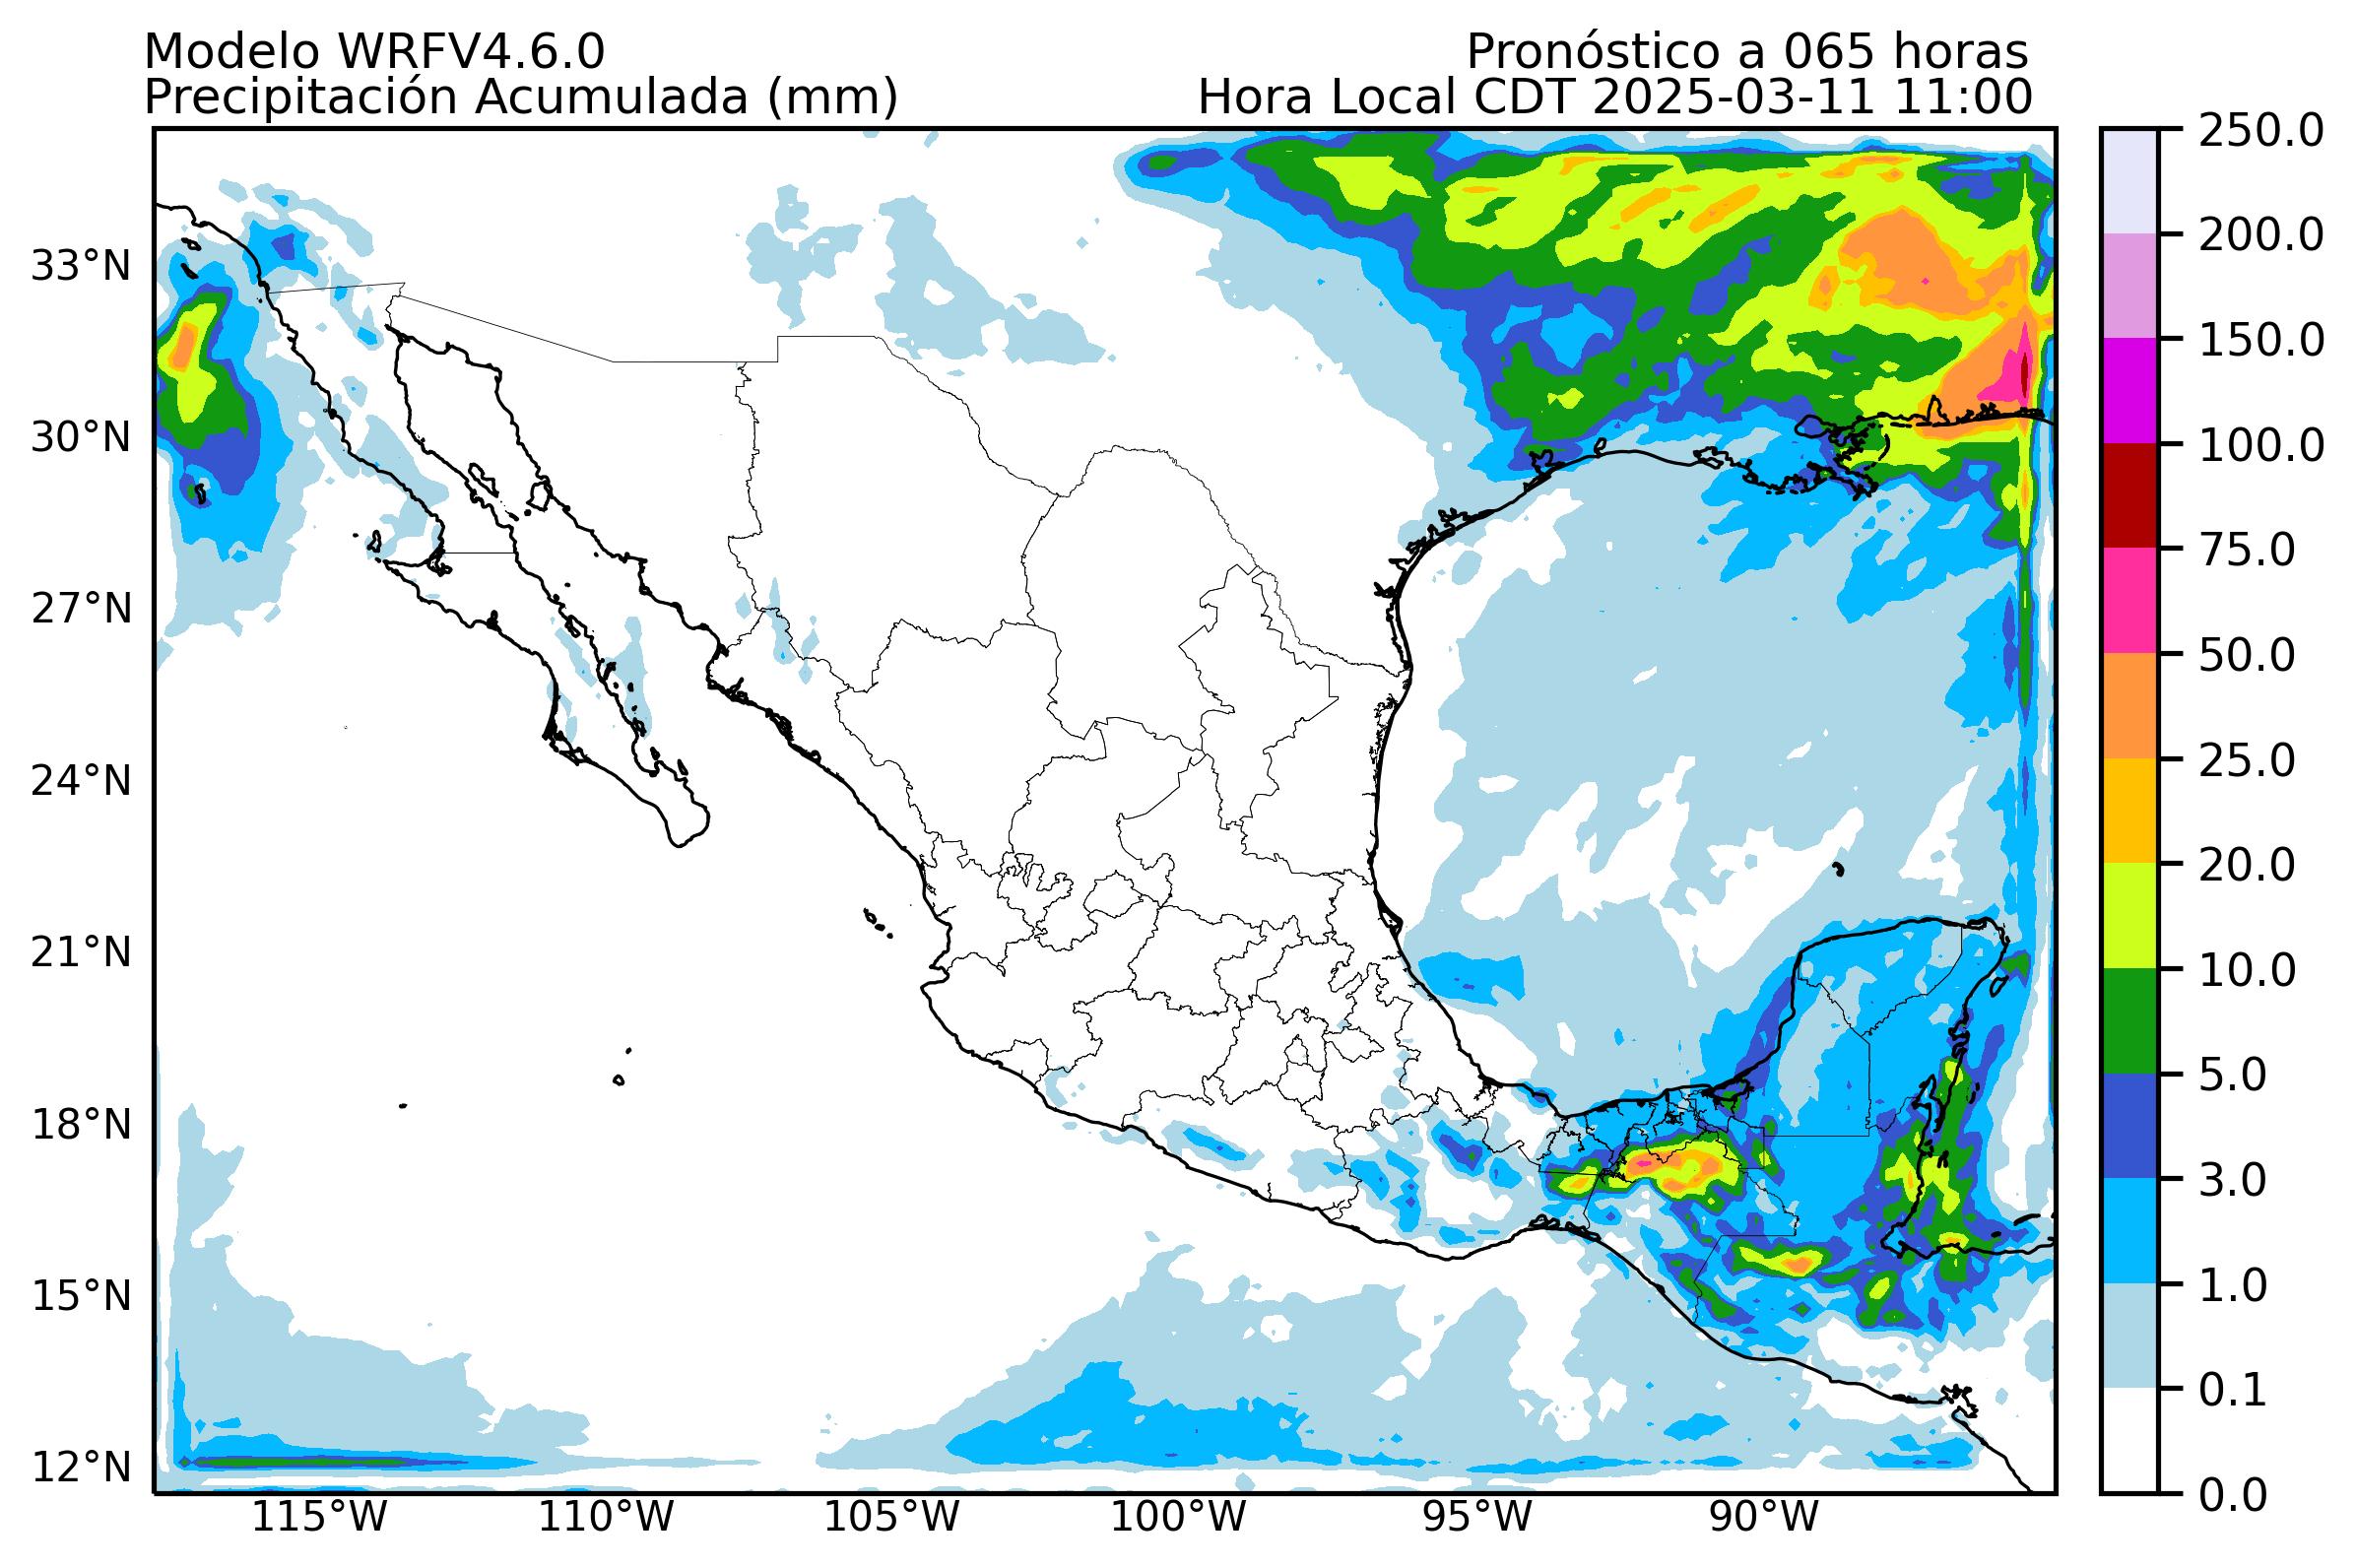 Modelo WRFV4.6.0
Pronóstico a 065 horas
Precipitación Acumulada (mm)
Hora Local CDT 2025-03-11 11:00
33°N
30°N
27°N
24°N
21°N
18°N
15°N
12°N
115°W
110°W
105°W
100°W
95°W
90°W
250.0
200.0
150.0
100.0
75.0
50.0
25.0
20.0
10.0
5.0
3.0
1.0
0.1
0.0